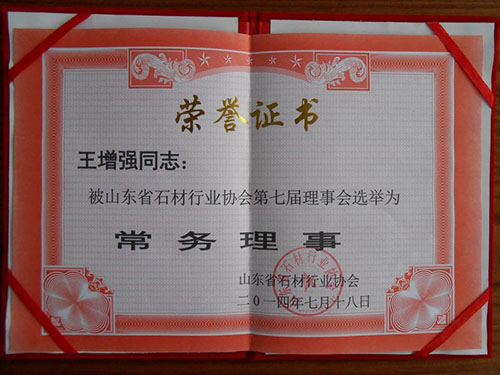 荣誉证书
王增强同志：
被山东省石材行业协会第七届理事会选举为
常务理事
山东省石材行业协会
二〇一四年七月十八日